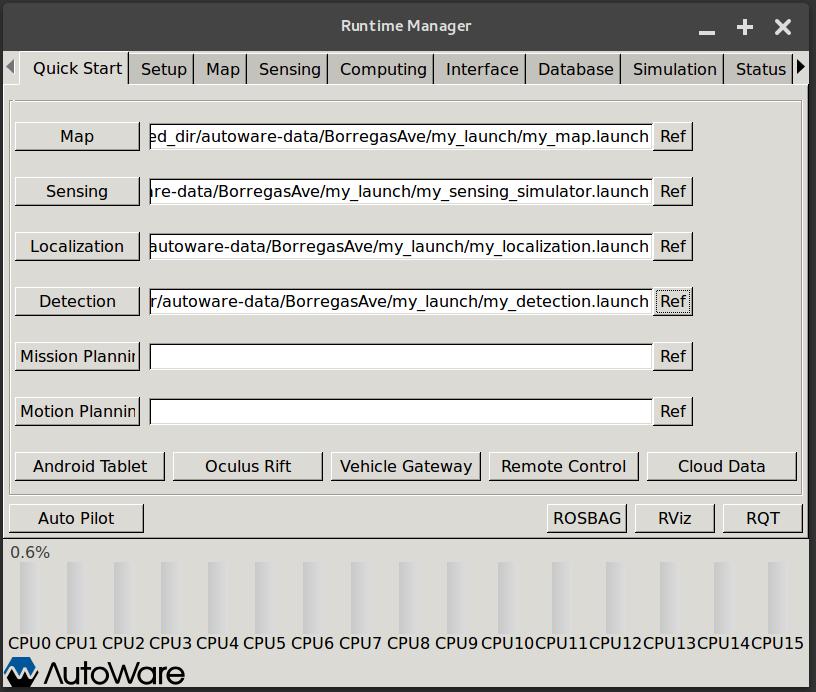 Runtime Manager
Quick Start Setup Map Sensing Computing Interface Database Simulation Status
Map ed_dir/autoware-data/BorregasAve/my_launch/my_map.launch Ref
Sensing are-data/BorregasAve/my_launch/my_sensing_simulator.launch Ref
Localization autoware-data/BorregasAve/my_launch/my_localization.launch Ref
Detection r/autoware-data/BorregasAve/my_launch/my_detection.launch Ref
Mission Plannin Ref
Motion Plannin Ref
Android Tablet Oculus Rift Vehicle Gateway Remote Control Cloud Data
Auto Pilot ROSBAG RViz RQT
0.6%
CPU0 CPU1 CPU2 CPU3 CPU4 CPU5 CPU6 CPU7 CPU8 CPU9 CPU10 CPU11 CPU12 CPU13 CPU14 CPU15
AutoWare